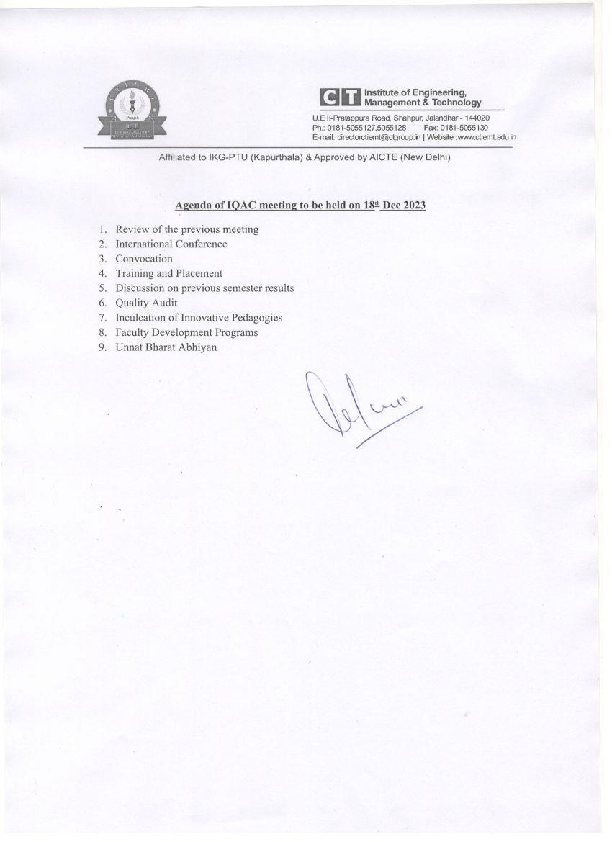 CT Institute of Engineering,
Management & Technology
U.E II-Pratappura Road, Shahpur, Jalandhar - 144020
Ph.: 0181-5055127,5055128 Fax: 0181-5055130
E-mail: directorctiemt@ctgroup.in | Website :www.ctiemt.edu.in
Affiliated to IKG-PTU (Kapurthala) & Approved by AICTE (New Delhi)
Agenda of IQAC meeting to be held on 18st Dec 2023
1. Review of the previous meeting
2. International Conference
3. Convocation
4. Training and Placement
5. Discussion on previous semester results
6. Quality Audit
7. Inculcation of Innovative Pedagogies
8. Faculty Development Programs
9. Unnat Bharat Abhiyan